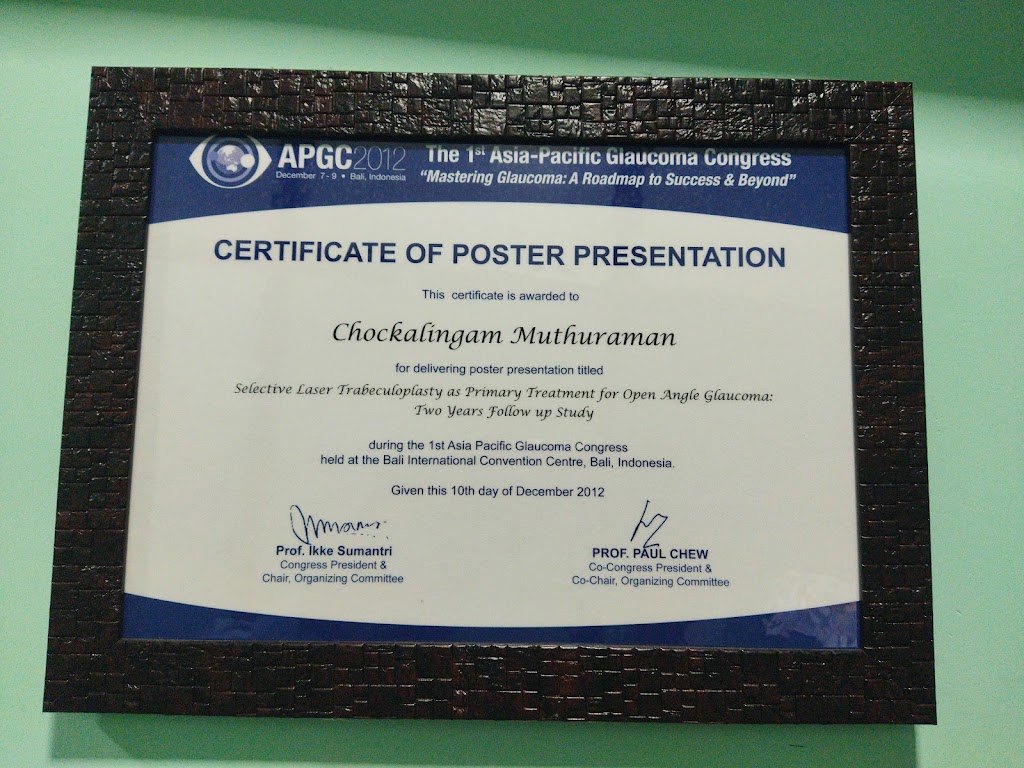 APGC2012
December 7-9 • Bali, Indonesia
The 1st Asia-Pacific Glaucoma Congress
"Mastering Glaucoma: A Roadmap to Success & Beyond"
CERTIFICATE OF POSTER PRESENTATION
This certificate is awarded to
Chockalingam Muthuraman
for delivering poster presentation titled
Selective Laser Trabeculoplasty as Primary Treatment for Open Angle Glaucoma:
Two Years Follow up Study
during the 1st Asia Pacific Glaucoma Congress
held at the Bali International Convention Centre, Bali, Indonesia.
Given this 10th day of December 2012
Prof. Ikke Sumantri
Congress President &
Chair, Organizing Committee
PROF. PAUL CHEW
Co-Congress President &
Co-Chair, Organizing Committee